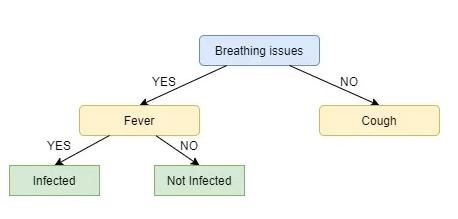 Breathing issues
YES
NO
Fever
Cough
YES
NO
Infected
Not Infected